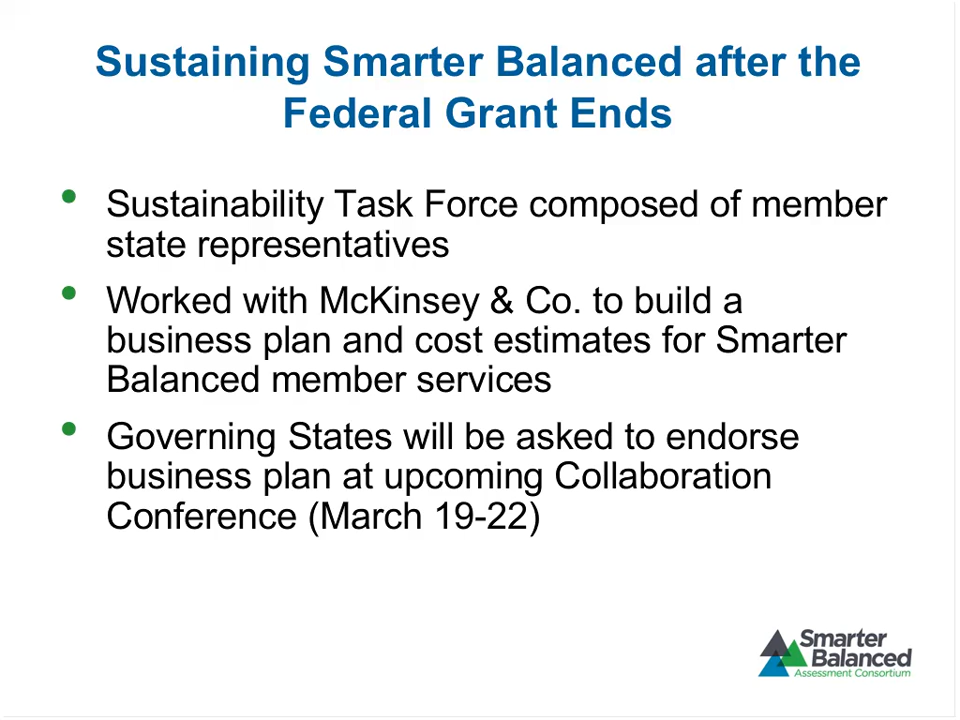 Sustaining Smarter Balanced after the
Federal Grant Ends
• Sustainability Task Force composed of member
state representatives
• Worked with McKinsey & Co. to build a
business plan and cost estimates for Smarter
Balanced member services
• Governing States will be asked to endorse
business plan at upcoming Collaboration
Conference (March 19-22)
Smarter
Balanced
Assessment Consortium